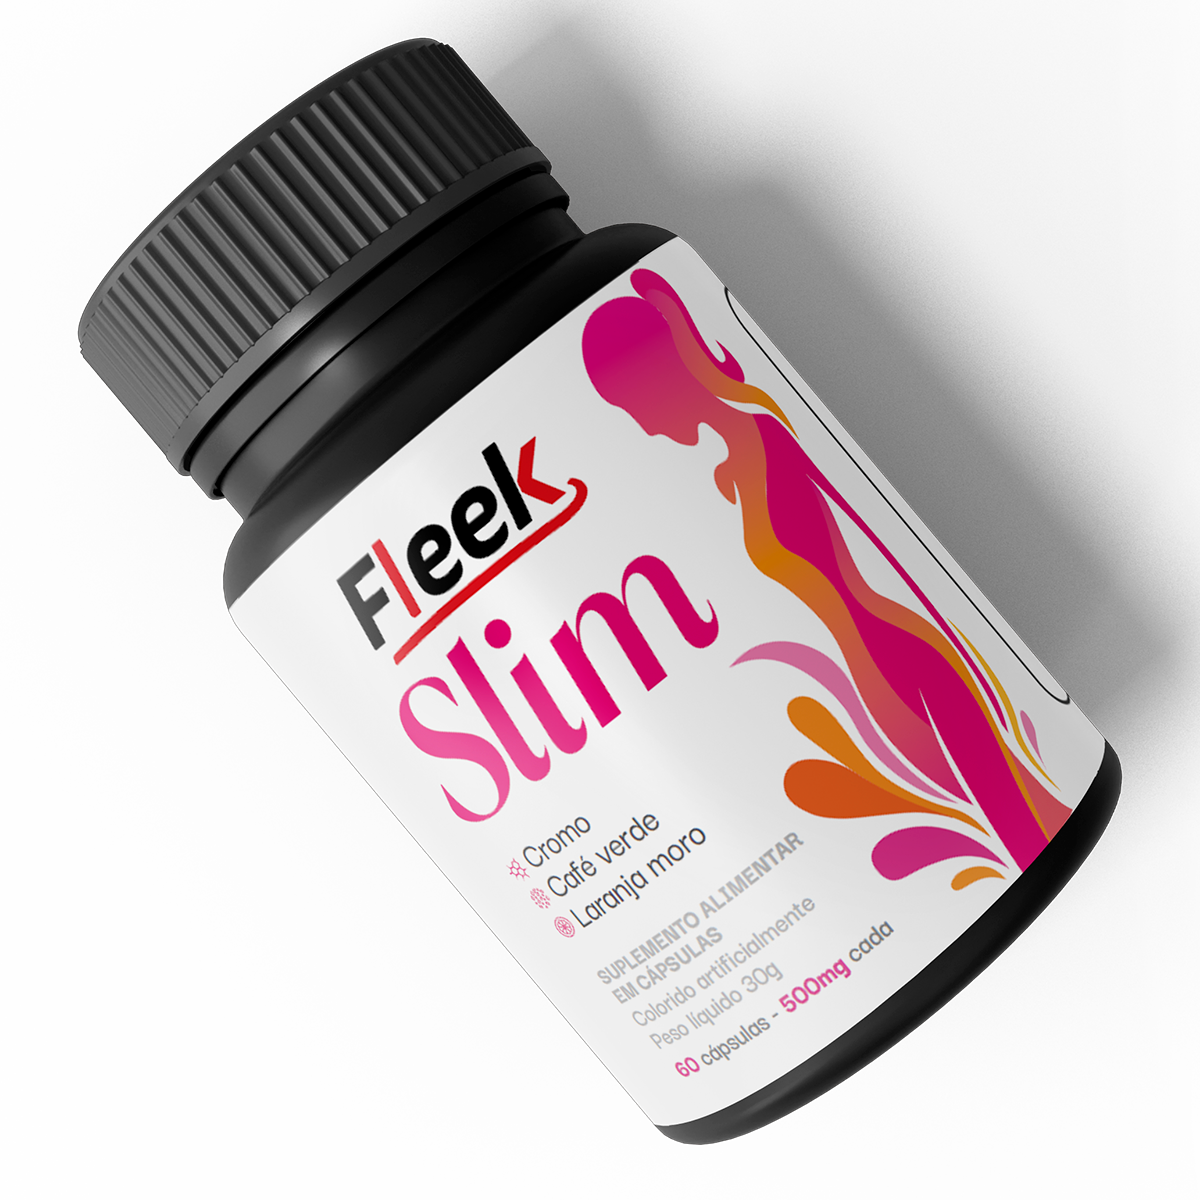 Fleek
Slim
Cromo
Café verde
Laranja moro
SUPLEMENTO ALIMENTAR
EM CÁPSULAS
Colorido artificialmente
Peso líquido 30g
60 cápsulas - 500mg cada